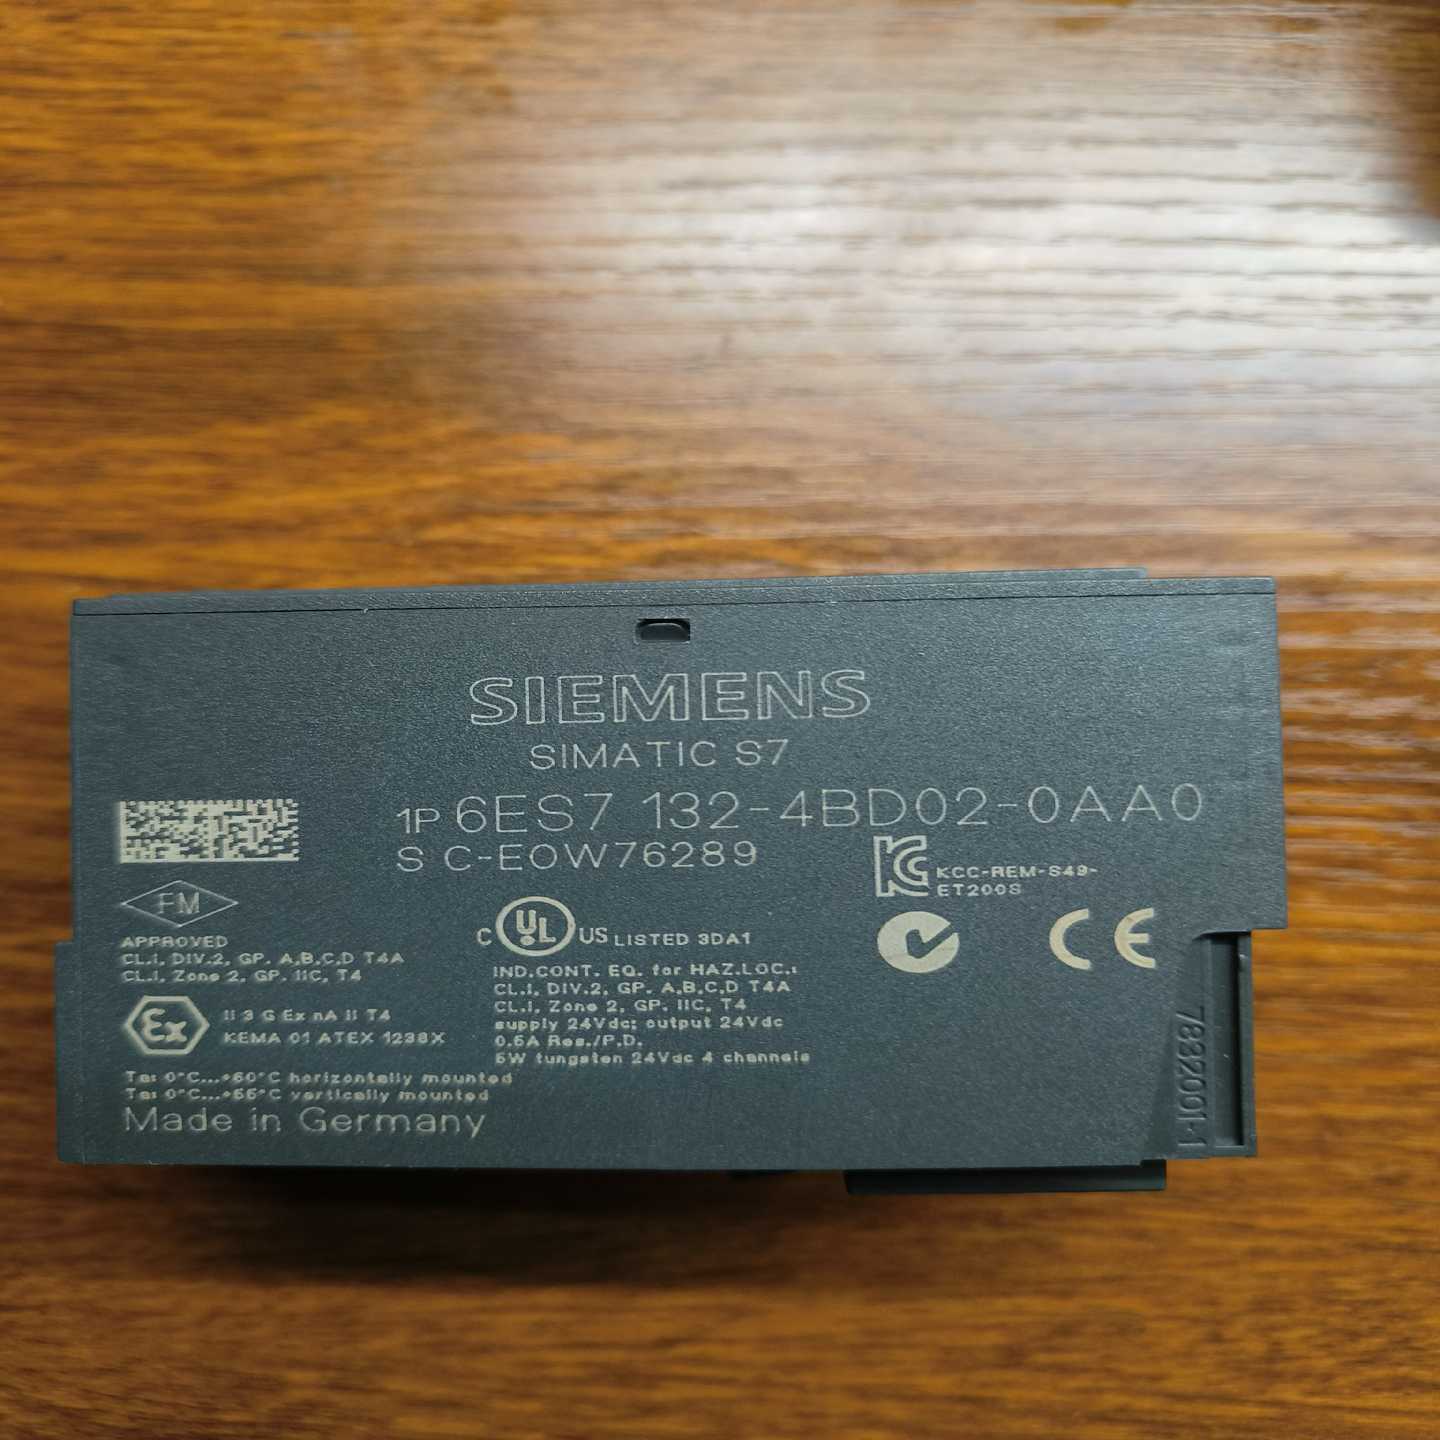 SIEMENS
SIMATIC S7
1P 6ES7 132-4BD02-0AA0
S C-E0W76289
KCC-REM-S49-
ET200S
FM
APPROVED
CL.I, DIV.2, GP. A,B,C,D T4A
CL.I, Zone 2, GP. IIC, T4
C UL US LISTED 3DA1
IND.CONT. EQ. for HAZ.LOC.:
CL.I, DIV.2, GP. A,B,C,D T4A
CL.I, Zone 2, GP. IIC, T4
supply 24Vdc; output 24Vdc
0.5A Res./P.D.
5W tungsten 24Vdc 4 channels
CE
Ex II 3 G Ex nA II T4
KEMA 01 ATEX 1238X
Ta: 0°C...+60°C horizontally mounted
Ta: 0°C...+55°C vertically mounted
Made in Germany
7832001-1